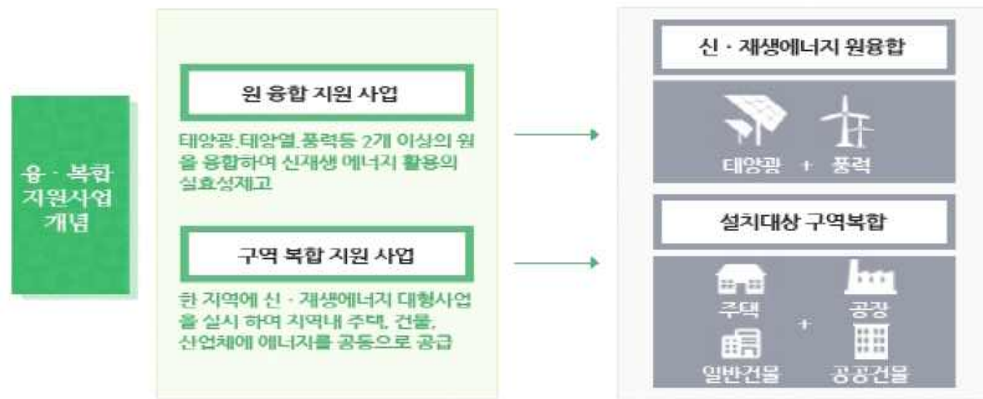 융 · 복합
지원사업
개념
원 융합 지원 사업
태양광,태양열,풍력등 2개 이상의 원
을 융합하여 신재생 에너지 활용의
실효성제고
구역 복합 지원 사업
한 지역에 신 · 재생에너지 대형사업
을 실시 하여 지역내 주택, 건물,
산업체에 에너지를 공동으로 공급
신 · 재생에너지 원융합
태양광 + 풍력
설치대상 구역복합
주택 공장
+
일반건물 공공건물